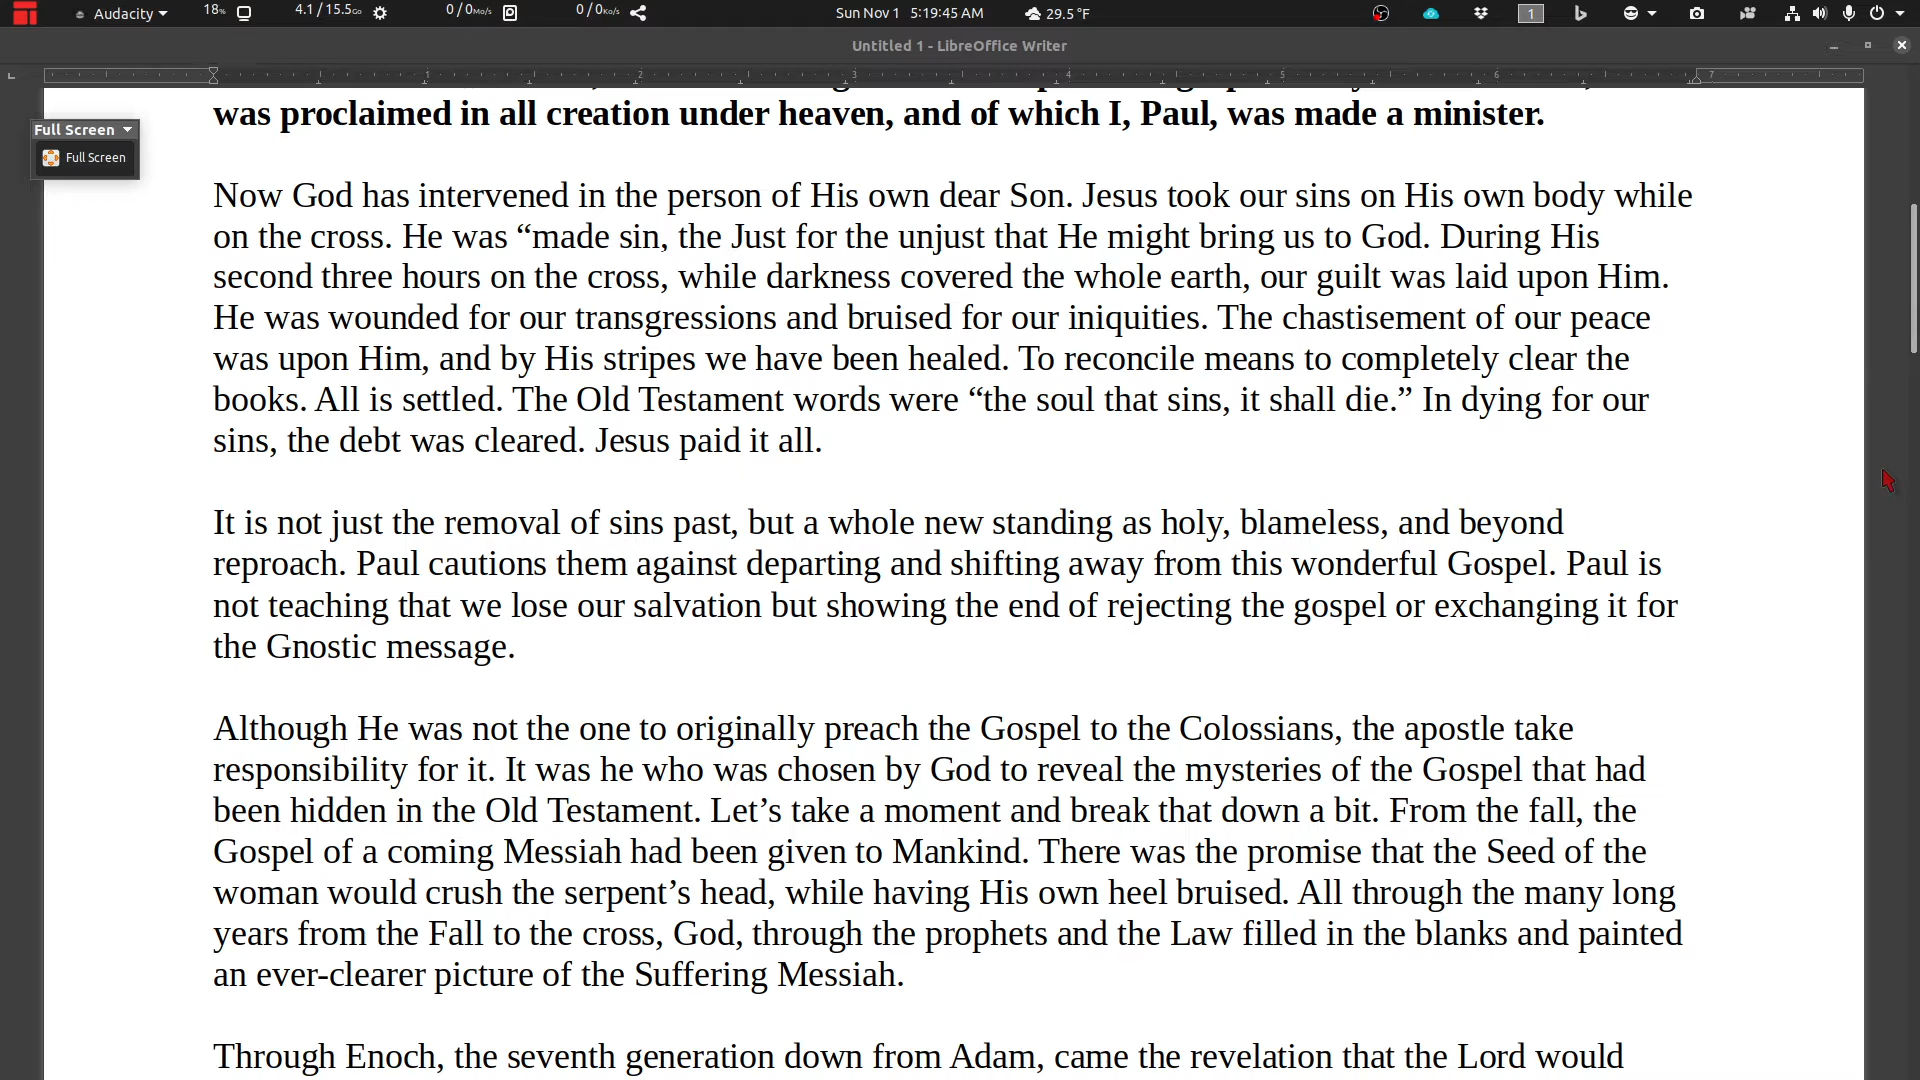 Audacity 18% 4.1 / 15.5Go 0 / 0Mo/s 0 / 0Ko/s Sun Nov 1 5:19:45 AM 29.5 °F 1
Untitled 1 - LibreOffice Writer
1 2 3 4 5 6 7
Full Screen
Full Screen
was proclaimed in all creation under heaven, and of which I, Paul, was made a minister.
Now God has intervened in the person of His own dear Son. Jesus took our sins on His own body while
on the cross. He was “made sin, the Just for the unjust that He might bring us to God. During His
second three hours on the cross, while darkness covered the whole earth, our guilt was laid upon Him.
He was wounded for our transgressions and bruised for our iniquities. The chastisement of our peace
was upon Him, and by His stripes we have been healed. To reconcile means to completely clear the
books. All is settled. The Old Testament words were “the soul that sins, it shall die.” In dying for our
sins, the debt was cleared. Jesus paid it all.
It is not just the removal of sins past, but a whole new standing as holy, blameless, and beyond
reproach. Paul cautions them against departing and shifting away from this wonderful Gospel. Paul is
not teaching that we lose our salvation but showing the end of rejecting the gospel or exchanging it for
the Gnostic message.
Although He was not the one to originally preach the Gospel to the Colossians, the apostle take
responsibility for it. It was he who was chosen by God to reveal the mysteries of the Gospel that had
been hidden in the Old Testament. Let’s take a moment and break that down a bit. From the fall, the
Gospel of a coming Messiah had been given to Mankind. There was the promise that the Seed of the
woman would crush the serpent’s head, while having His own heel bruised. All through the many long
years from the Fall to the cross, God, through the prophets and the Law filled in the blanks and painted
an ever-clearer picture of the Suffering Messiah.
Through Enoch, the seventh generation down from Adam, came the revelation that the Lord would